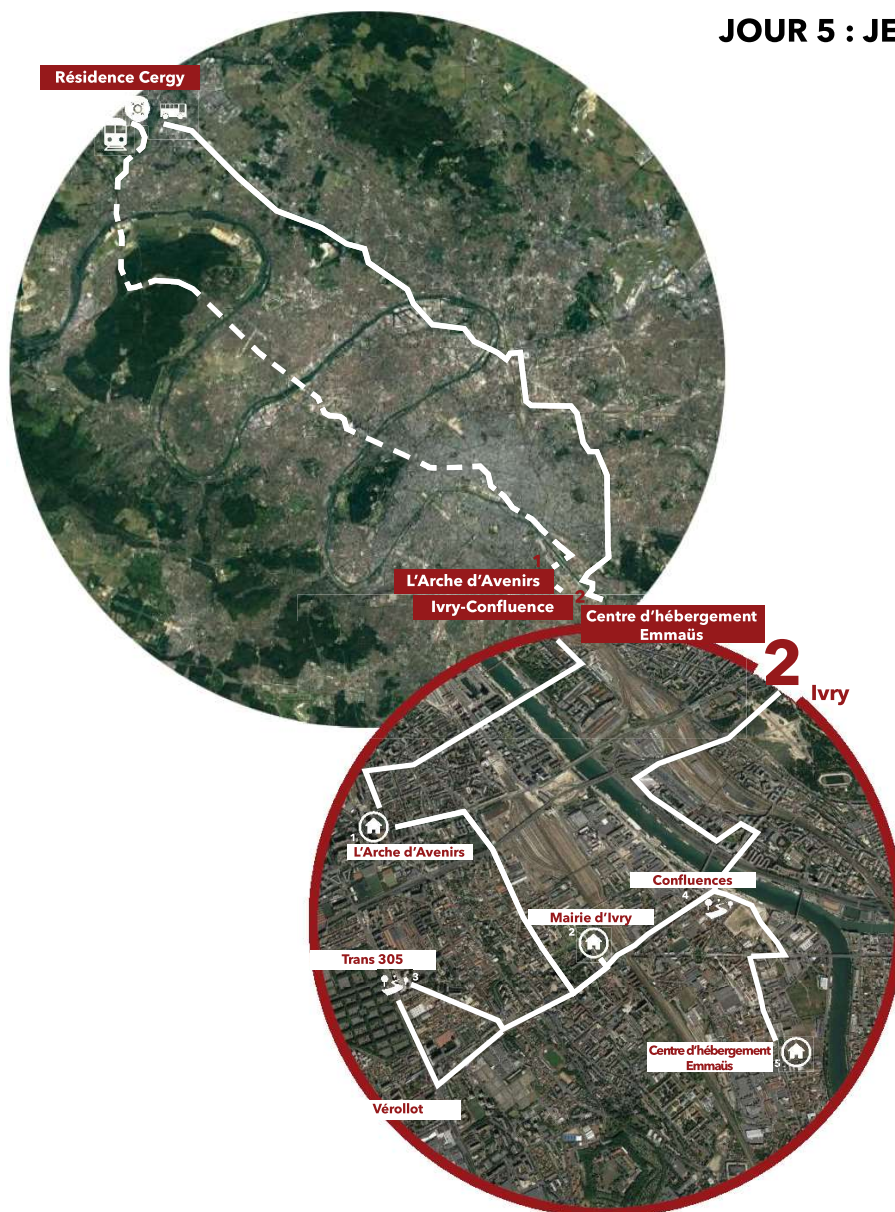 JOUR 5 : JE
Résidence Cergy
1
L'Arche d'Avenirs
Ivry-Confluence
2
Centre d'hébergement
Emmaüs
2
Ivry
1
L'Arche d'Avenirs
Confluences
4
Mairie d'Ivry
2
Trans 305
3
Centre d'hébergement
Emmaüs
5
Vérollot